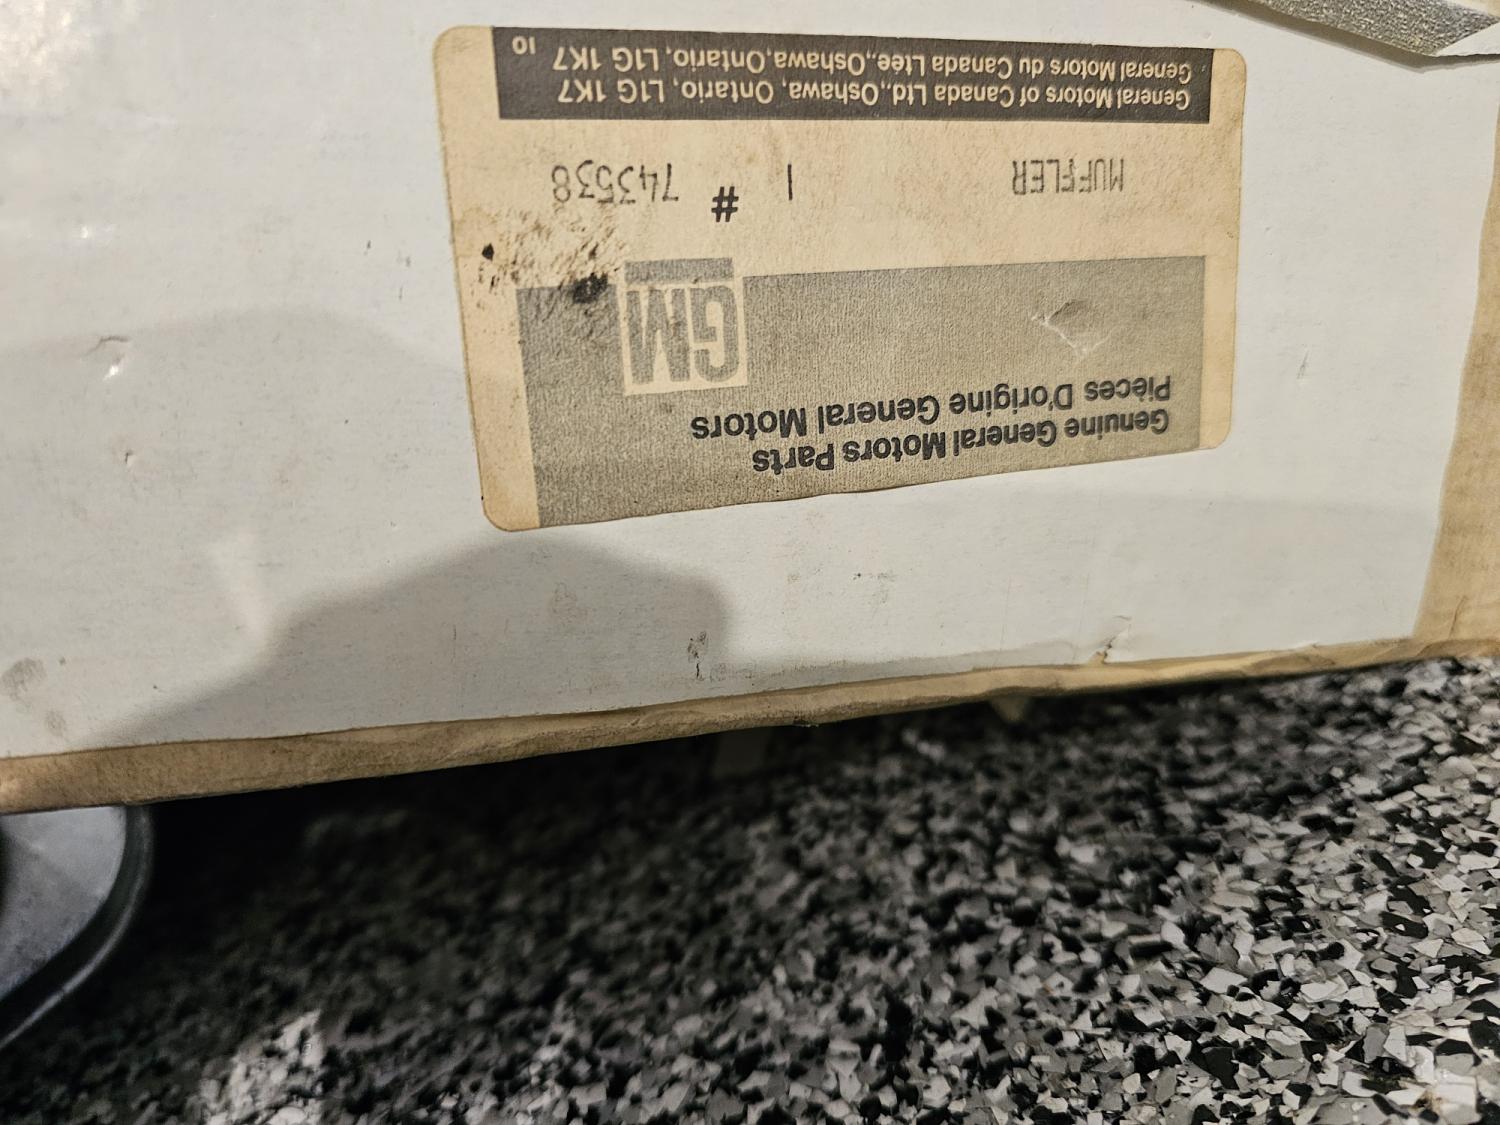 Genuine General Motors Parts
Pièces D'origine General Motors
GM
MUFFLER 1 # 743538
General Motors of Canada Ltd.,Oshawa, Ontario, L1G 1K7
General Motors du Canada Ltée.,Oshawa,Ontario, L1G 1K7 10